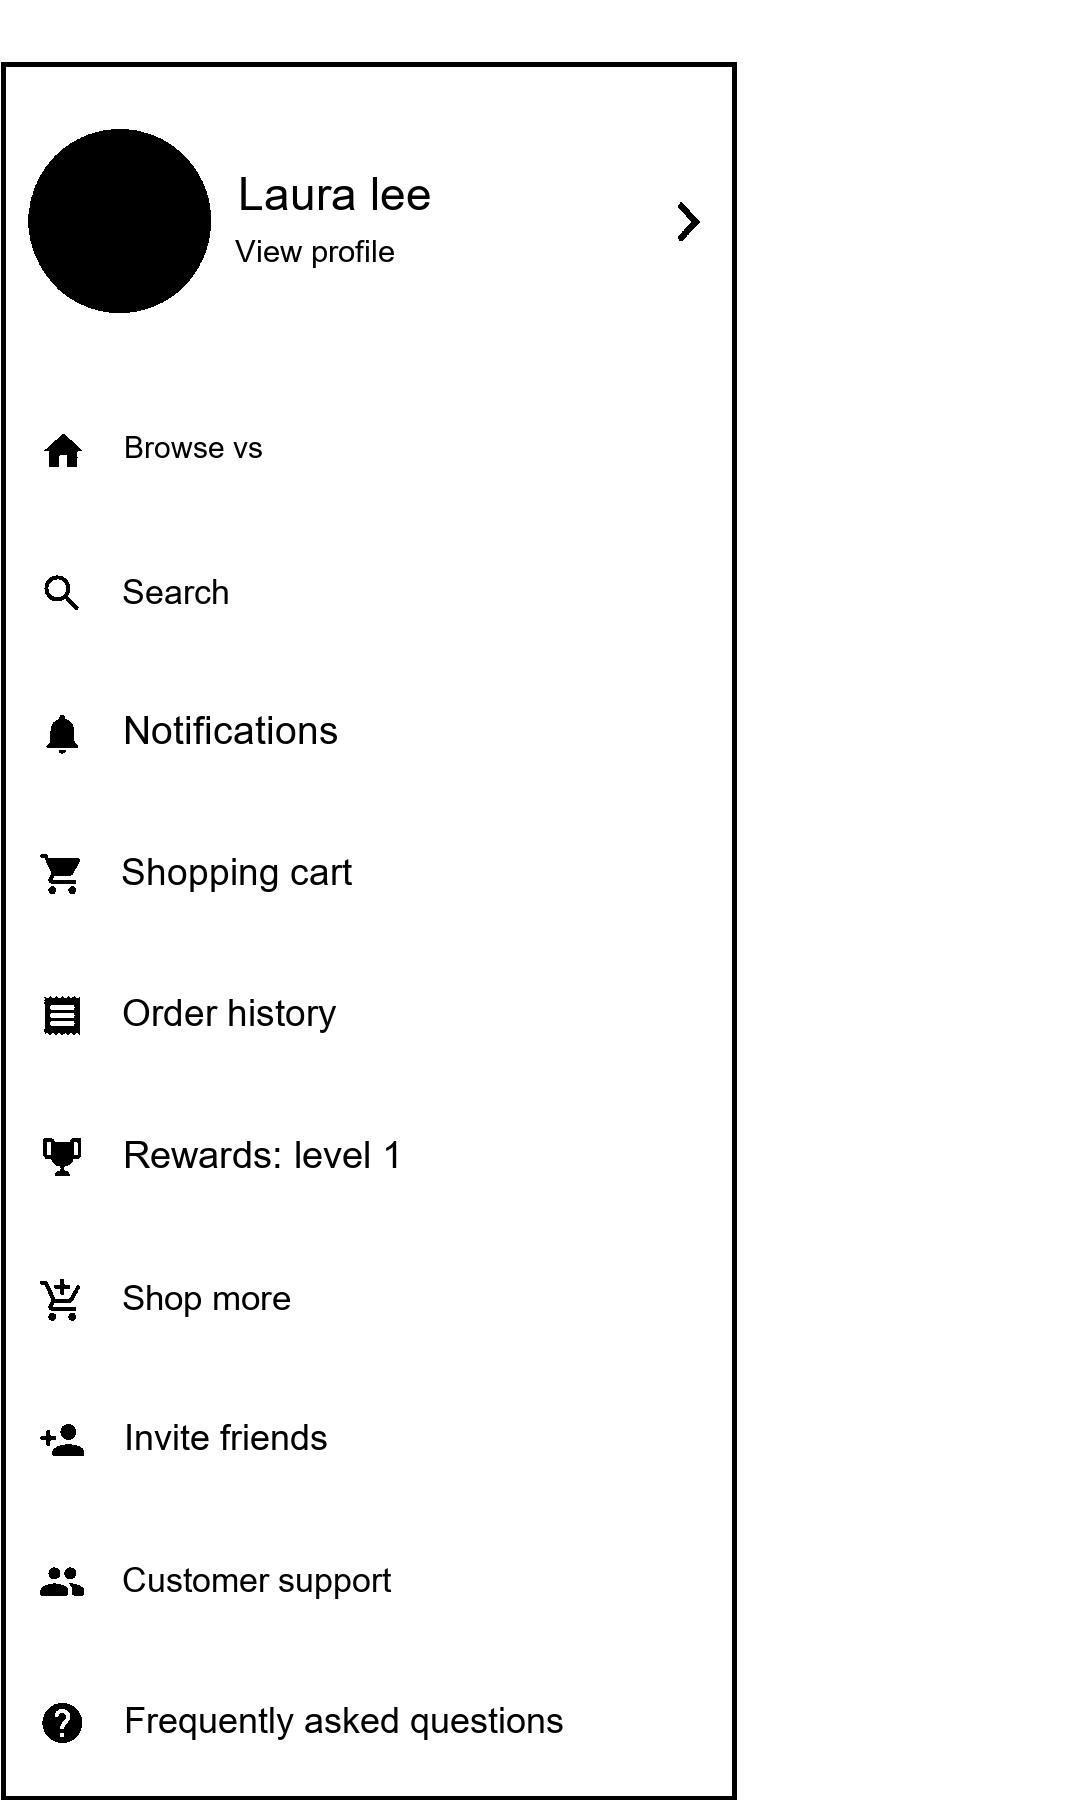 Laura lee
View profile
Browse vs
Search
Notifications
Shopping cart
Order history
Rewards: level 1
Shop more
Invite friends
Customer support
Frequently asked questions